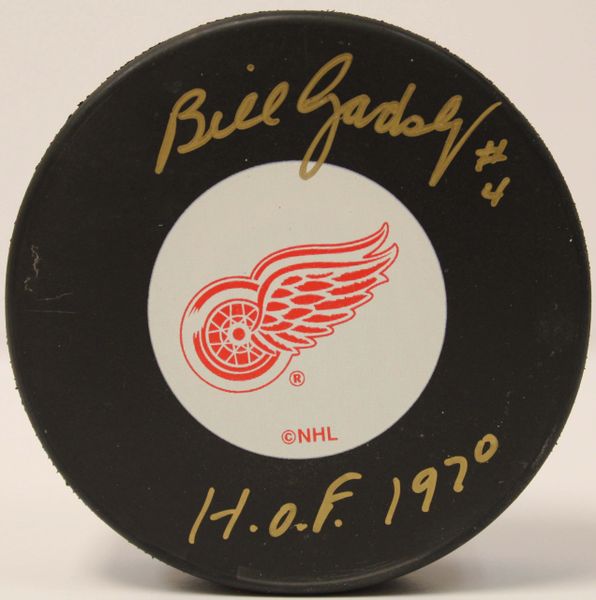 Bill Gadsby #4
®
©NHL
H.O.F. 1970